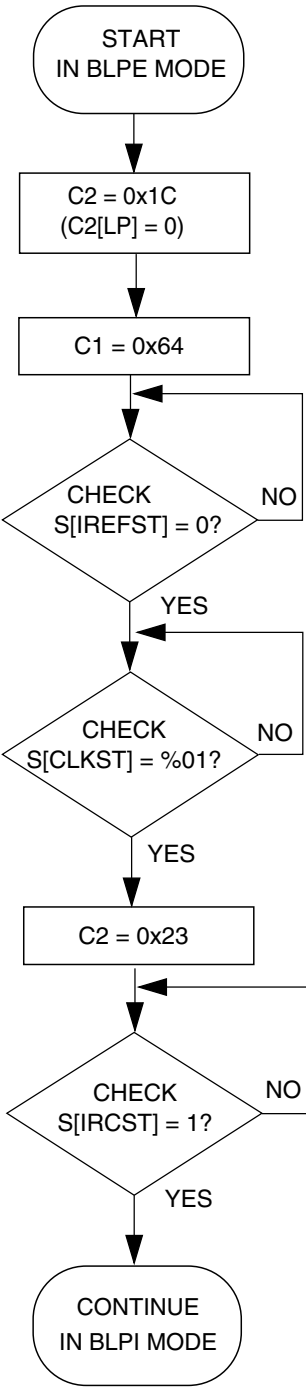 START
IN BLPE MODE
C2 = 0x1C
(C2[LP] = 0)
C1 = 0x64
CHECK
S[IREFST] = 0?
NO
YES
CHECK
S[CLKST] = %01?
NO
YES
C2 = 0x23
CHECK
S[IRCST] = 1?
NO
YES
CONTINUE
IN BLPI MODE